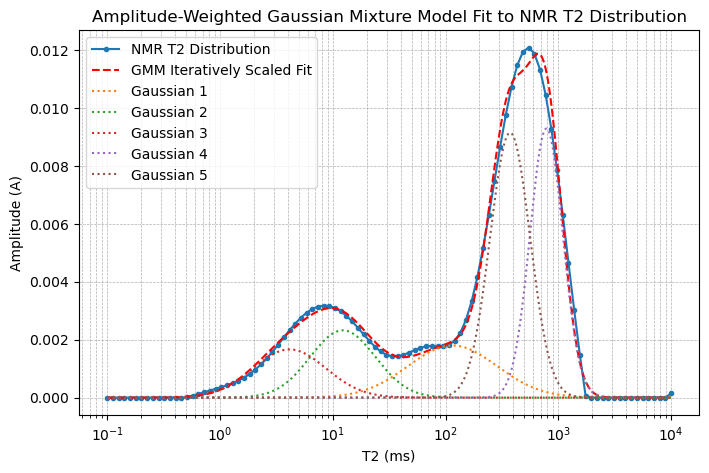 Amplitude-Weighted Gaussian Mixture Model Fit to NMR T2 Distribution
NMR T2 Distribution
GMM Iteratively Scaled Fit
Gaussian 1
Gaussian 2
Gaussian 3
Gaussian 4
Gaussian 5
Amplitude (A)
0.012
0.010
0.008
0.006
0.004
0.002
0.000
10⁻¹ 10⁰ 10¹ 10² 10³ 10⁴
T2 (ms)